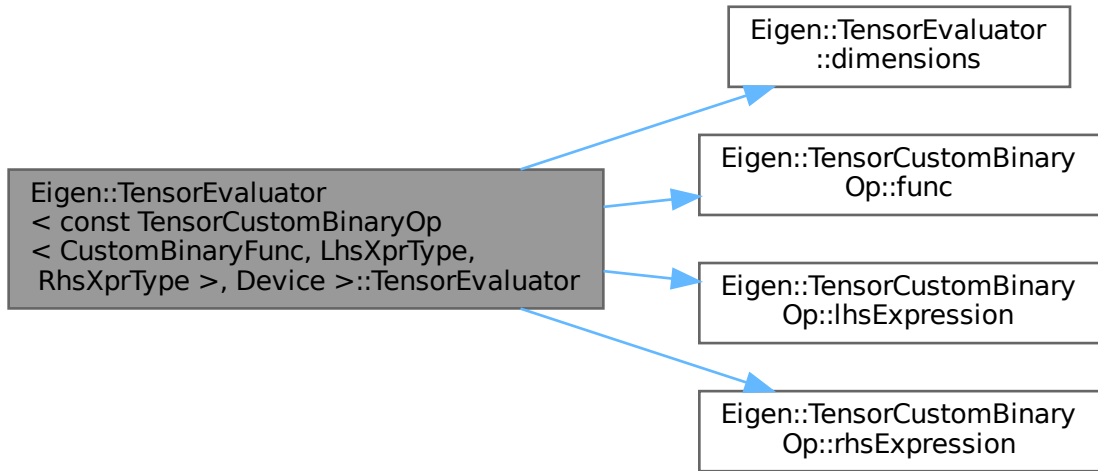 Eigen::TensorEvaluator
< const TensorCustomBinaryOp
< CustomBinaryFunc, LhsXprType,
RhsXprType >, Device >::TensorEvaluator
Eigen::TensorEvaluator
::dimensions
Eigen::TensorCustomBinary
Op::func
Eigen::TensorCustomBinary
Op::lhsExpression
Eigen::TensorCustomBinary
Op::rhsExpression